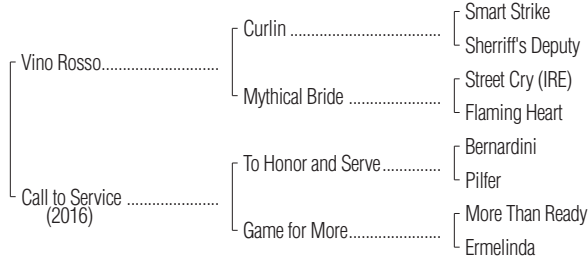 Smart Strike
Curlin ..................
Sherriff's Deputy
Vino Rosso.......................
Street Cry (IRE)
Mythical Bride ..................
Flaming Heart
Bernardini
To Honor and Serve.............
Pilfer
Call to Service ..................
(2016)
More Than Ready
Game for More..................
Ermelinda